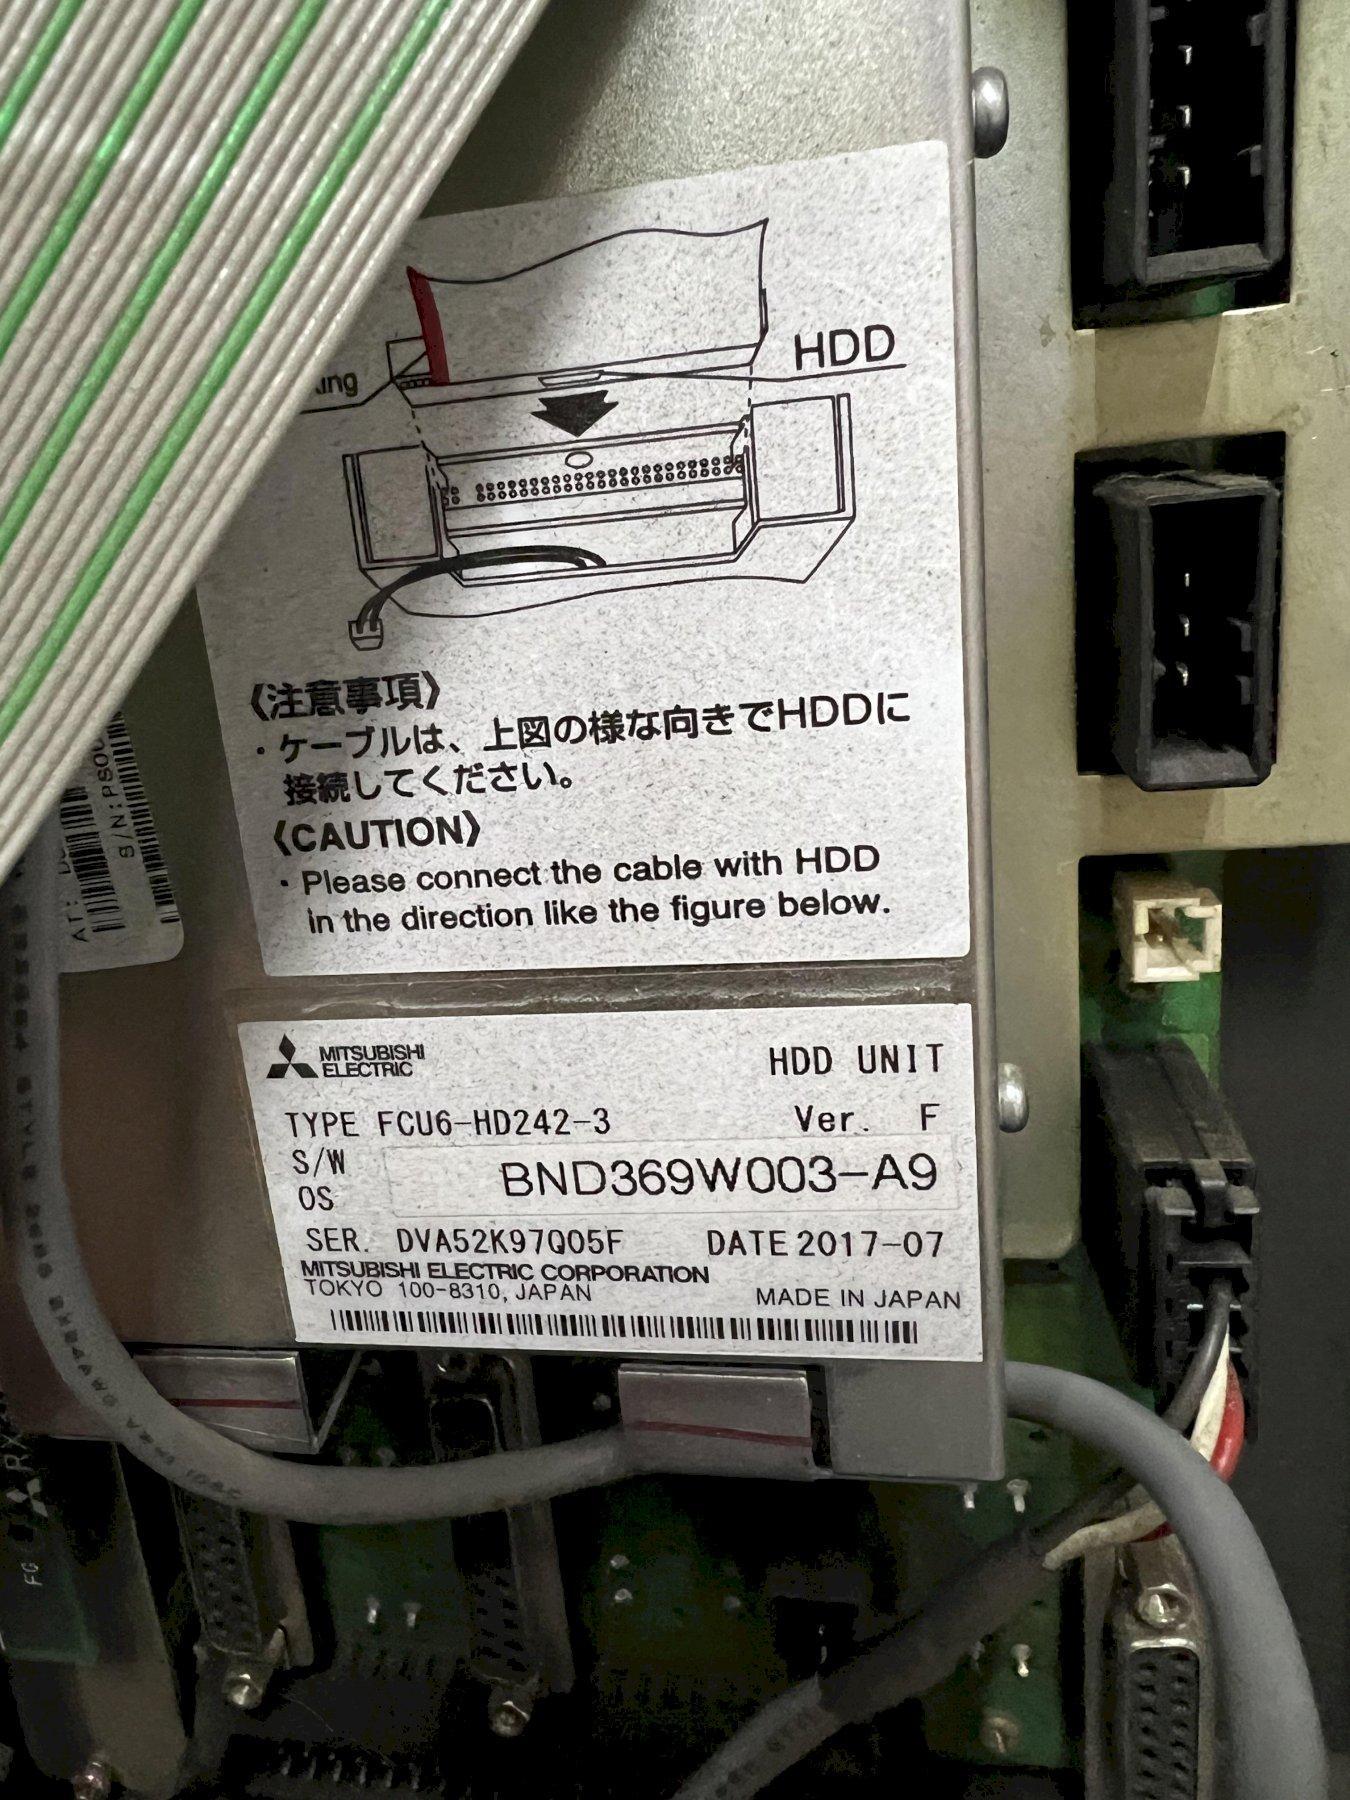 HDD
《注意事項》
・ケーブルは、上図の様な向きでHDDに
接続してください。
《CAUTION》
・Please connect the cable with HDD
in the direction like the figure below.
S/N:PS0
AT:
MITSUBISHI
ELECTRIC
HDD UNIT
TYPE FCU6-HD242-3 Ver. F
S/W
OS
BND369W003-A9
SER. DVA52K97Q05F DATE 2017-07
MITSUBISHI ELECTRIC CORPORATION
TOKYO 100-8310, JAPAN
MADE IN JAPAN
FG